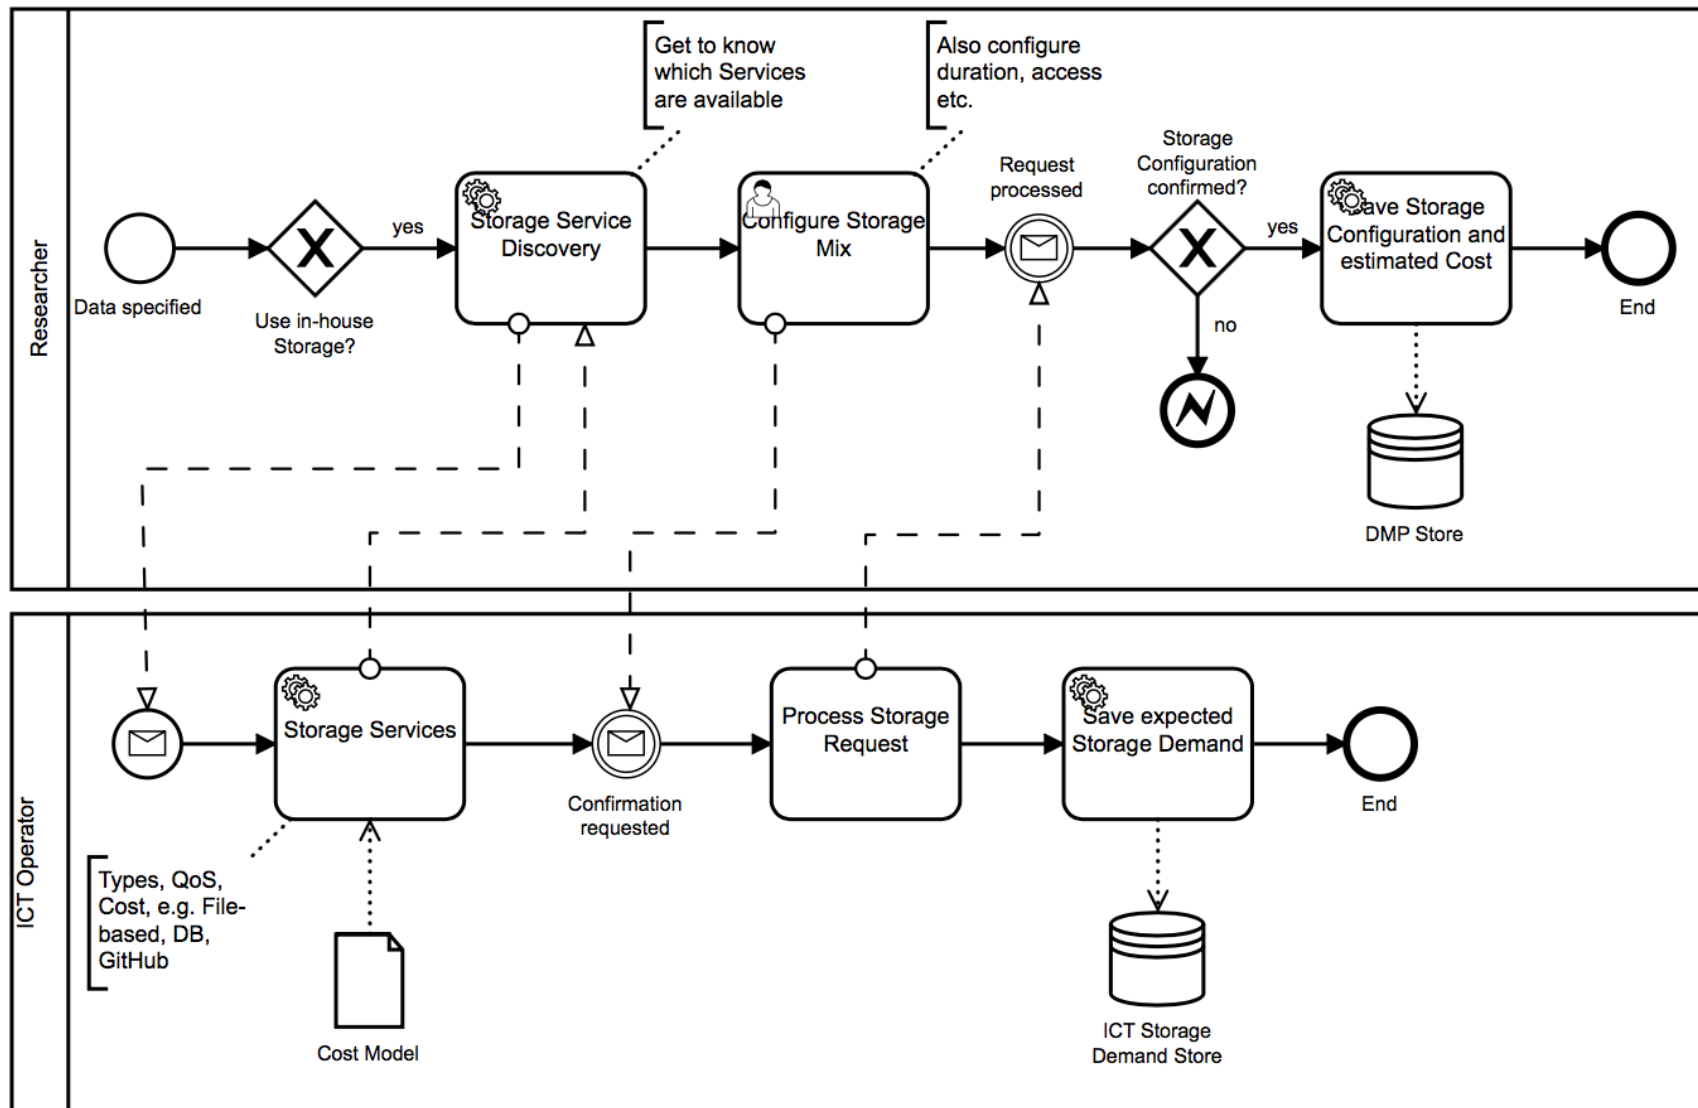 Researcher
Get to know
which Services
are available
Also configure
duration, access
etc.
Data specified
Use in-house
Storage?
yes
Storage Service
Discovery
Configure Storage
Mix
Request
processed
Storage
Configuration
confirmed?
yes
no
Save Storage
Configuration and
estimated Cost
End
DMP Store
ICT Operator
Storage Services
Types, QoS,
Cost, e.g. File-
based, DB,
GitHub
Cost Model
Confirmation
requested
Process Storage
Request
Save expected
Storage Demand
ICT Storage
Demand Store
End